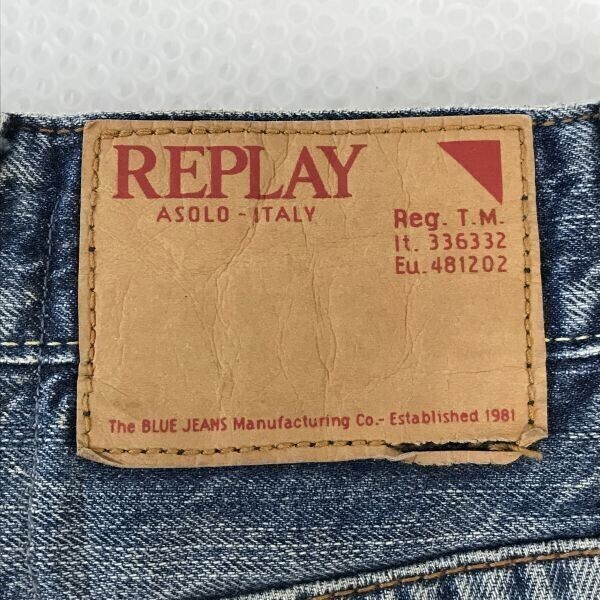 REPLAY
ASOLO - ITALY
Reg. T.M.
It. 336332
Eu. 481202
The BLUE JEANS Manufacturing Co.- Established 1981